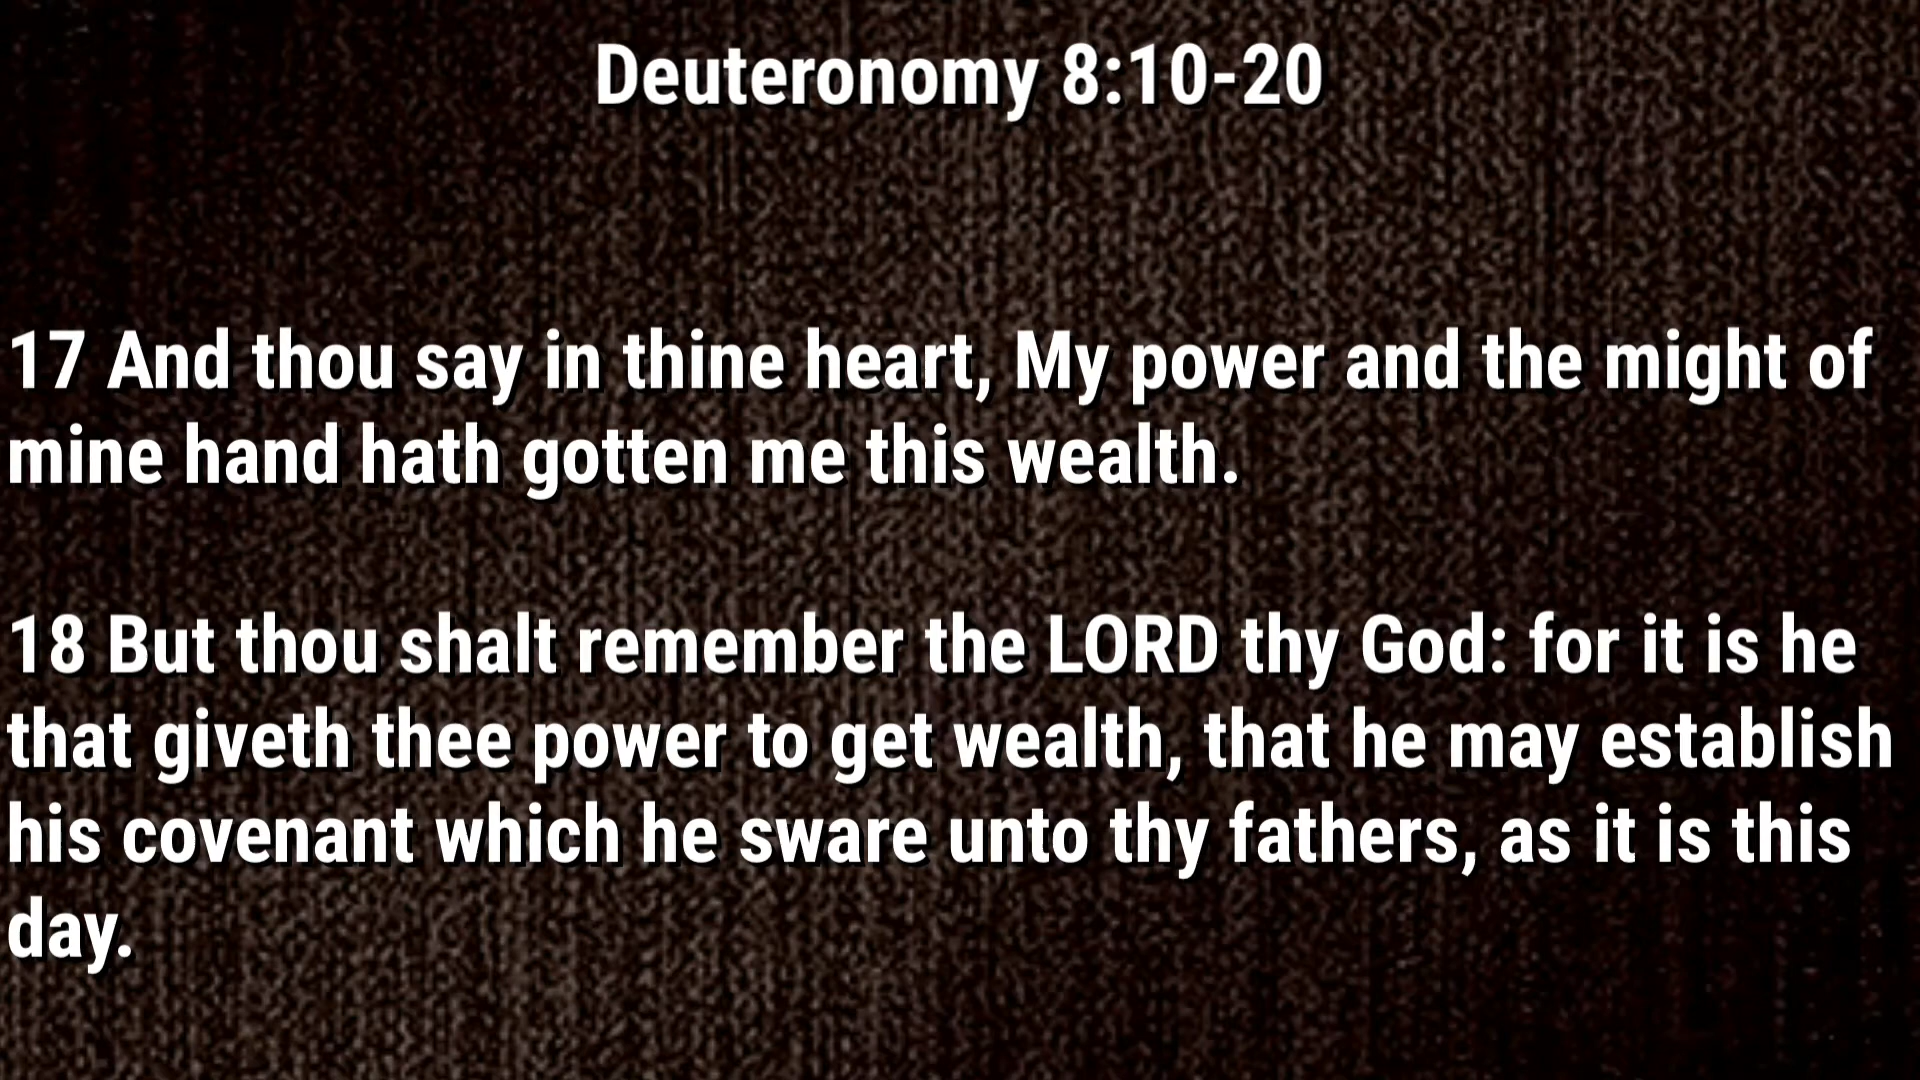 Deuteronomy 8:10-20
17 And thou say in thine heart, My power and the might of
mine hand hath gotten me this wealth.
18 But thou shalt remember the LORD thy God: for it is he
that giveth thee power to get wealth, that he may establish
his covenant which he sware unto thy fathers, as it is this
day.